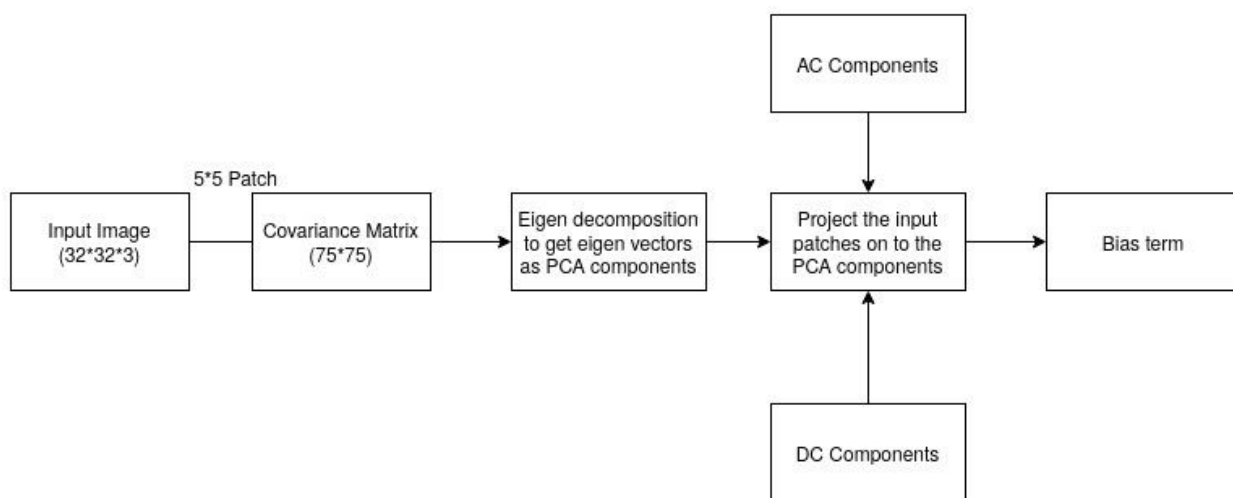 AC Components
5*5 Patch
Input Image
(32*32*3)
Covariance Matrix
(75*75)
Eigen decomposition
to get eigen vectors
as PCA components
Project the input
patches on to the
PCA components
Bias term
DC Components